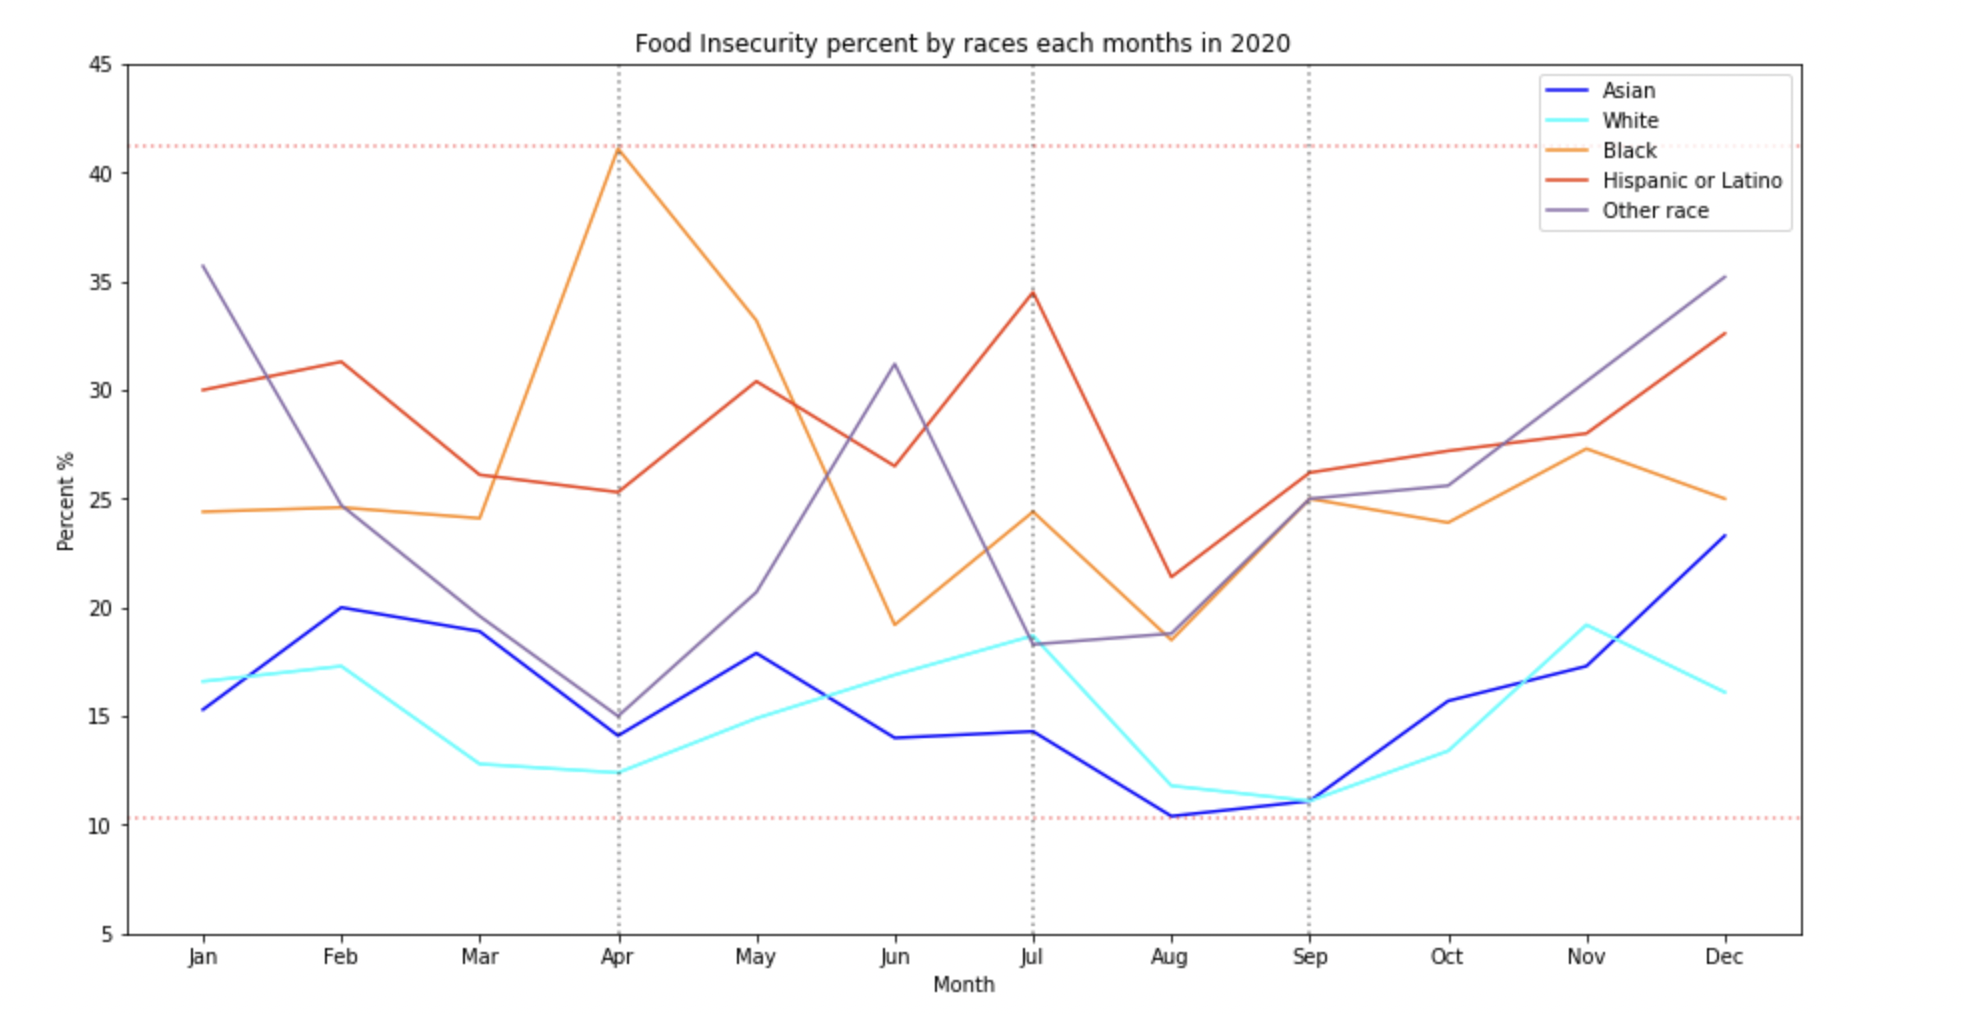 Food Insecurity percent by races each months in 2020
45
40
35
30
25
20
15
10
5
Percent %
Asian
White
Black
Hispanic or Latino
Other race
Jan Feb Mar Apr May Jun Jul Aug Sep Oct Nov Dec
Month